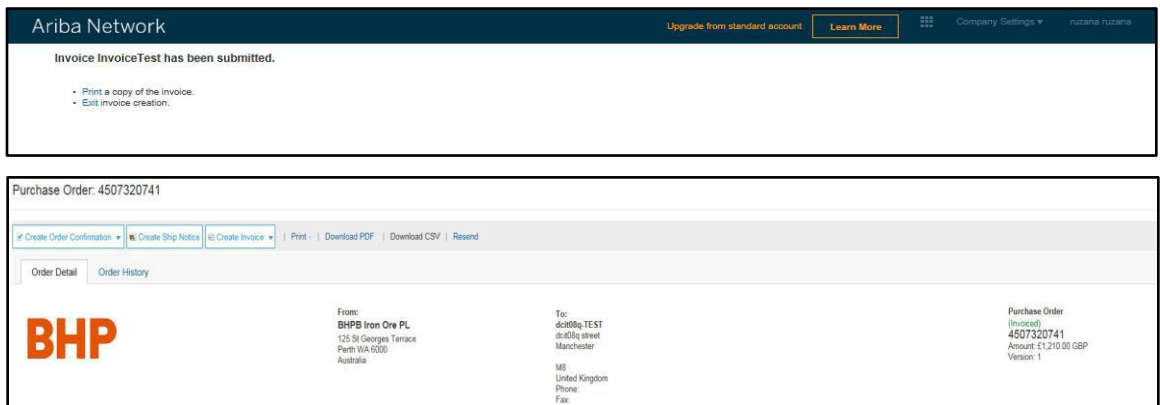 Ariba Network
Upgrade from standard account
Learn More
Company Settings
ruzana ruzana
Invoice InvoiceTest has been submitted.
Print a copy of the invoice.
Exit invoice creation.
Purchase Order: 4507320741
Create Order Confirmation
Create Ship Notice
Create Invoice
Print -
Download PDF
Download CSV
Resend
Order Detail
Order History
BHP
From:
BHPB Iron Ore PL
125 St Georges Terrace
Perth WA 6000
Australia
To:
dcit08q-TEST
dcit08q street
Manchester
M8
United Kingdom
Phone:
Fax:
Purchase Order
(Invoiced)
4507320741
Amount: £1,210.00 GBP
Version: 1